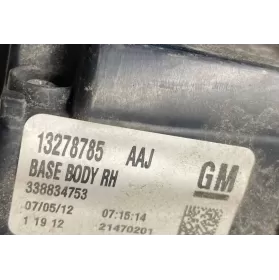 13278785 AAJ
BASE BODY RH
GM
338834753
07/05/12 07:15:14
1 19 12 21470201